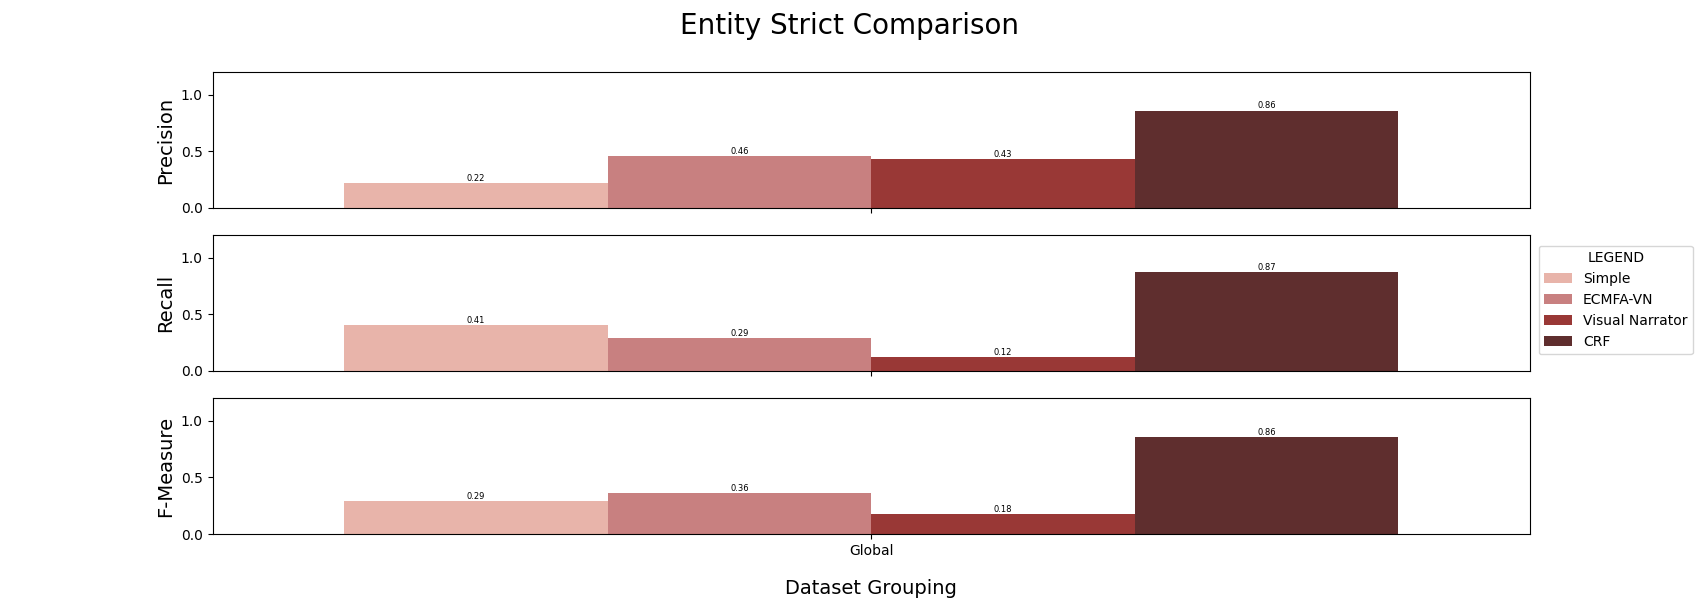 Entity Strict Comparison
Precision
1.0
0.5
0.0
0.22
0.46
0.43
0.86
Recall
1.0
0.5
0.0
0.41
0.29
0.12
0.87
LEGEND
Simple
ECMFA-VN
Visual Narrator
CRF
F-Measure
1.0
0.5
0.0
0.29
0.36
0.18
0.86
Global
Dataset Grouping